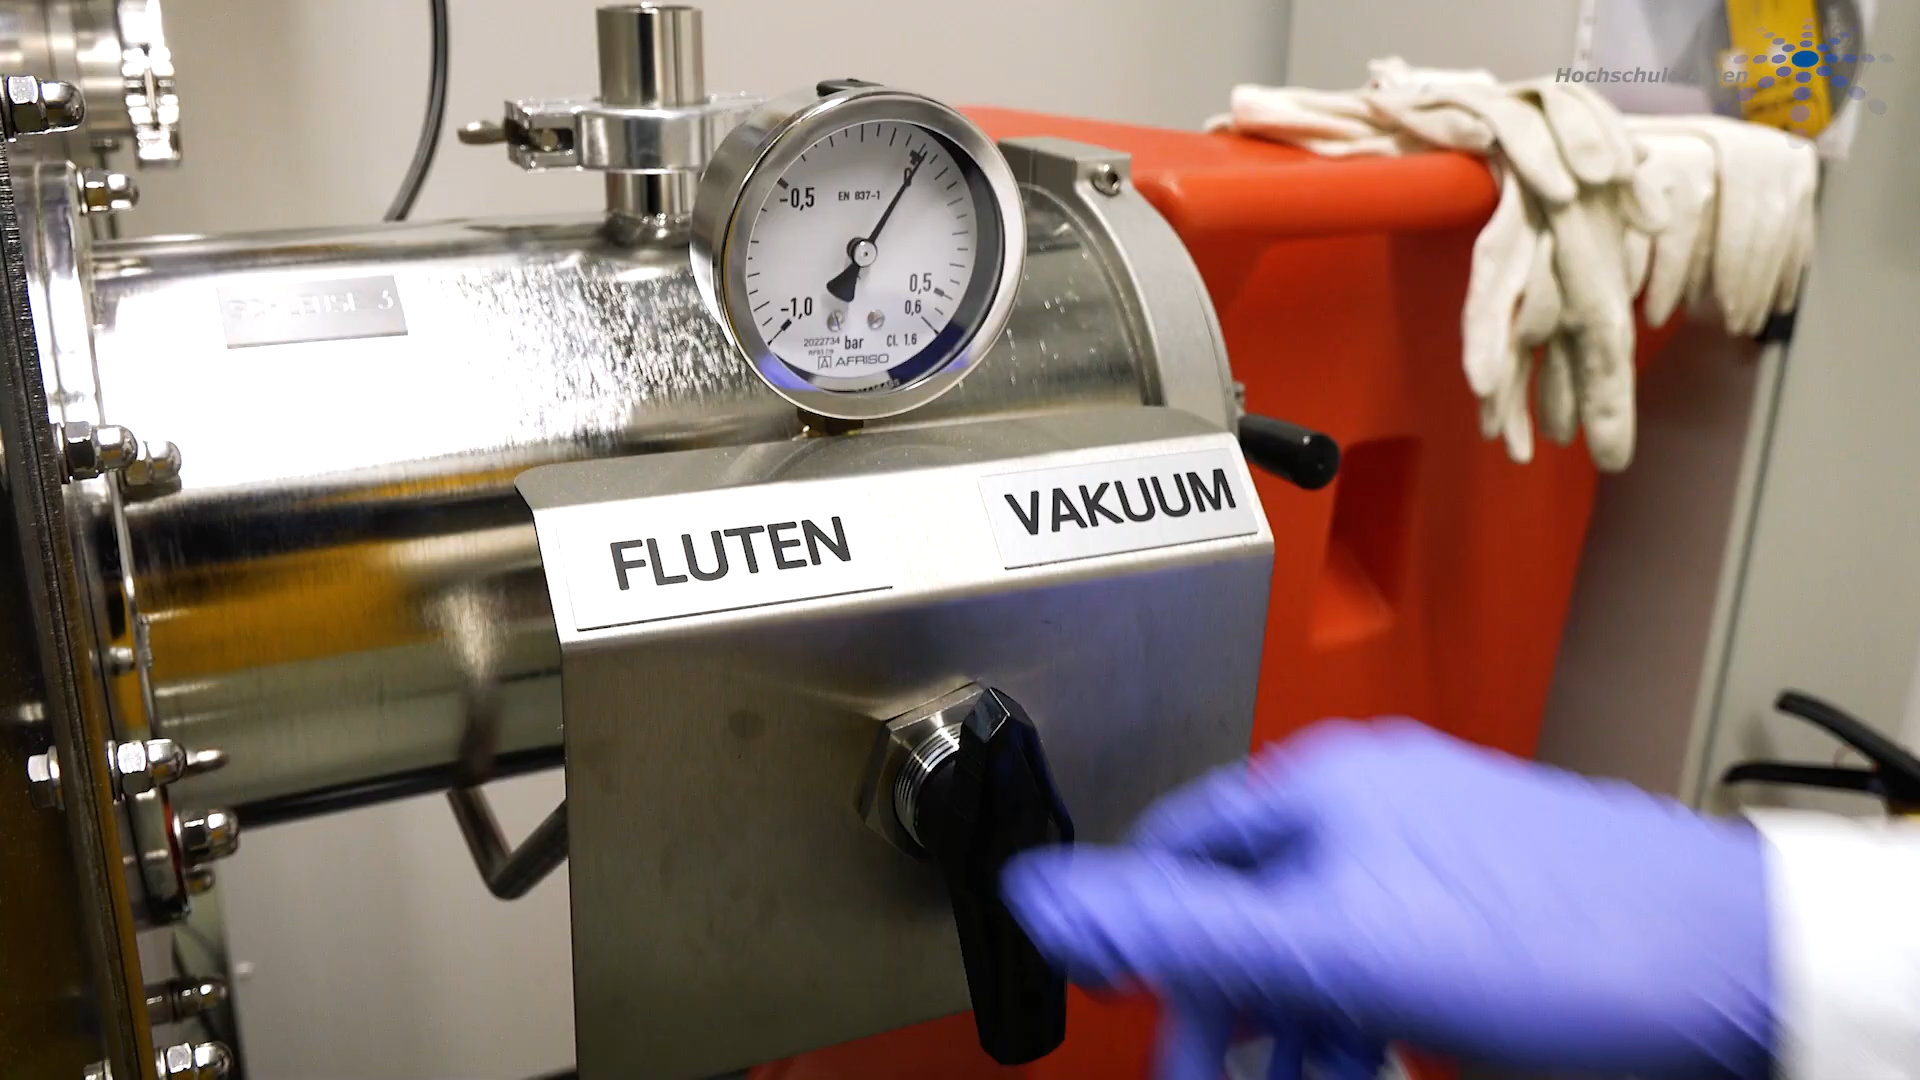 Hochschule
-0,5
EN 837-1
0
0,5
-1,0
0,6
2022734 bar Cl. 1.6
AFRISO
FLUTEN
VAKUUM